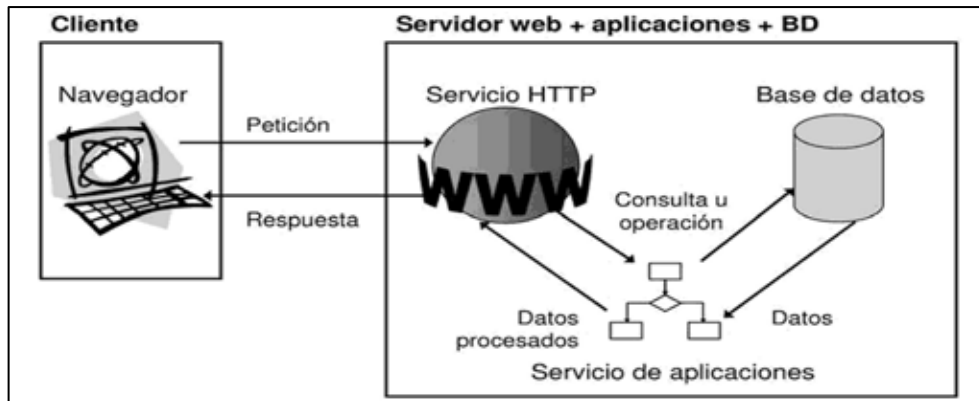 Cliente
Servidor web + aplicaciones + BD
Navegador
Servicio HTTP
Base de datos
Petición
WWW
Respuesta
Consulta u
operación
Datos
procesados
Datos
Servicio de aplicaciones